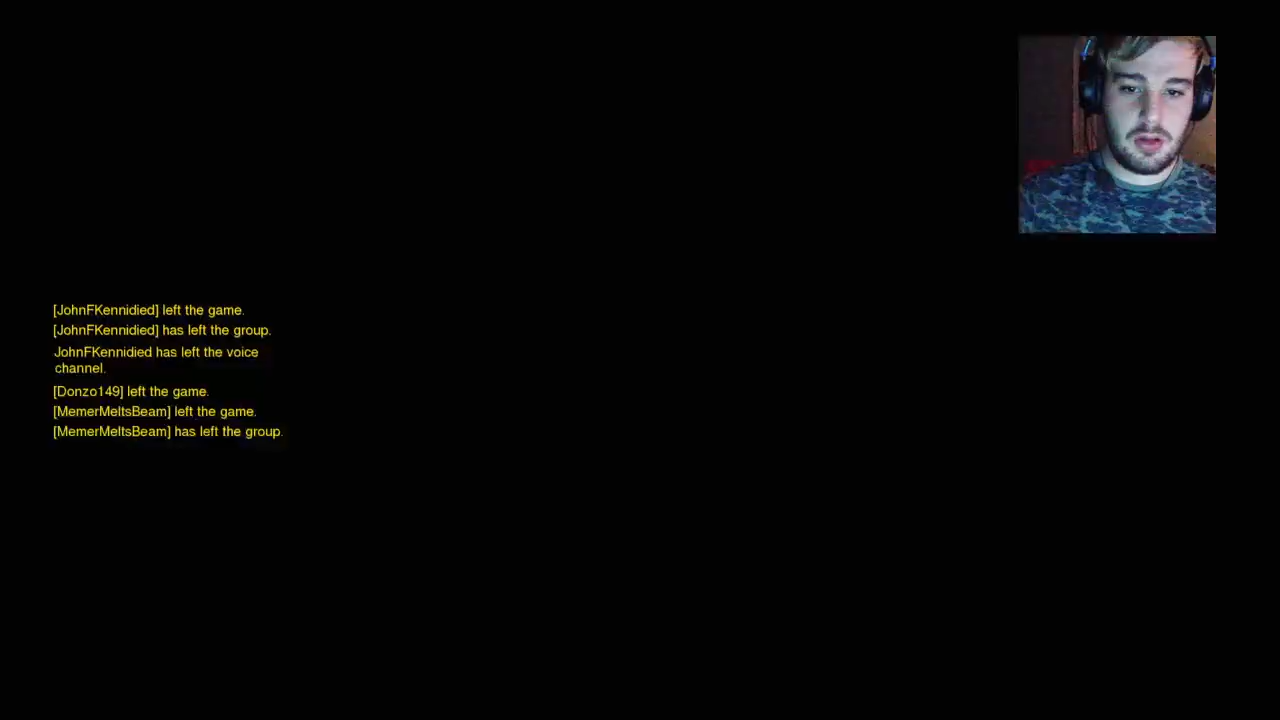 [JohnFKennidied] left the game.
[JohnFKennidied] has left the group.
JohnFKennidied has left the voice
channel.
[Donzo149] left the game.
[MemerMeltsBeam] left the game.
[MemerMeltsBeam] has left the group.